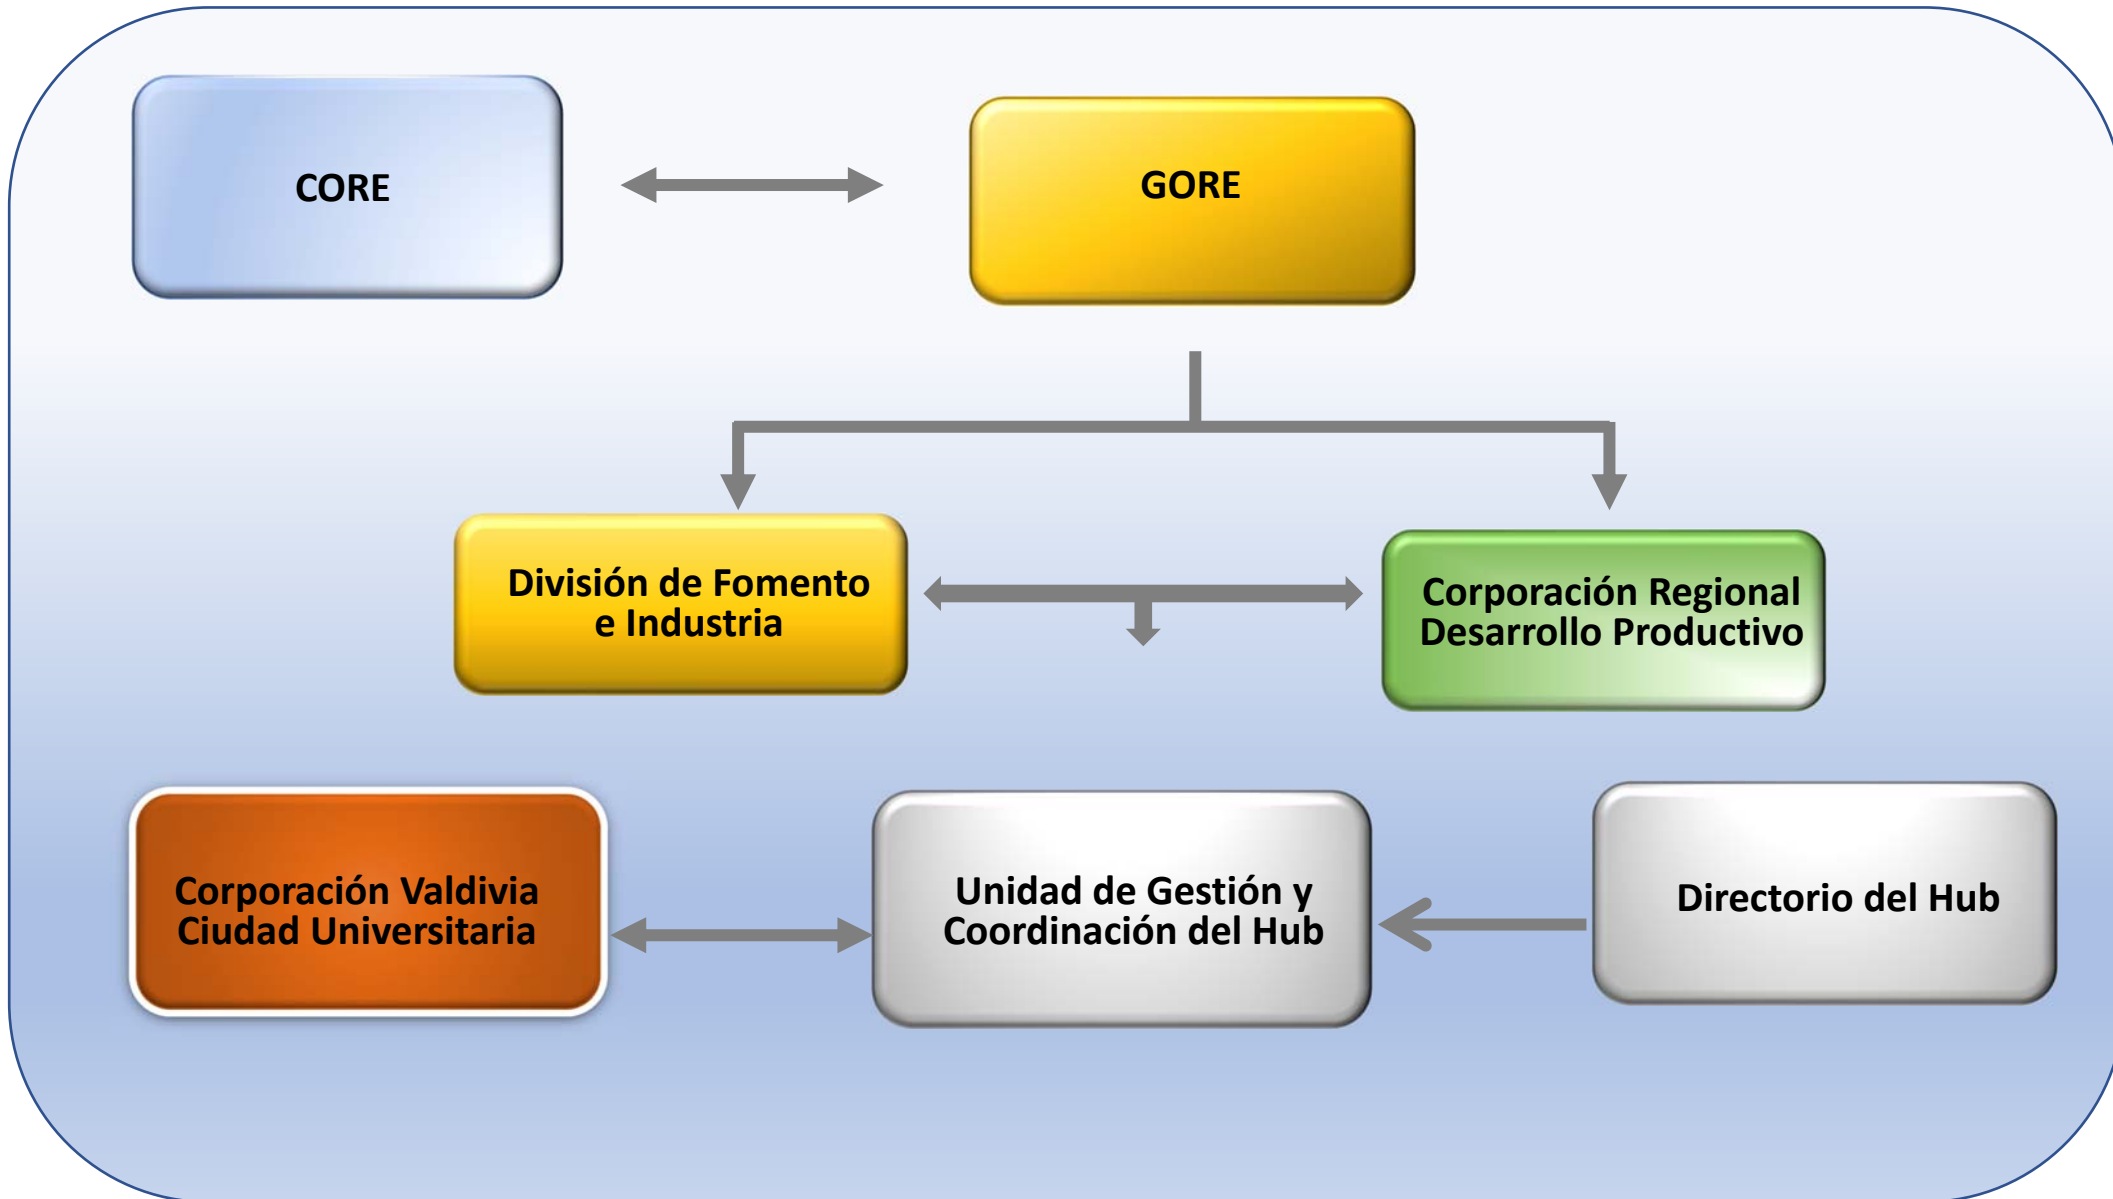 CORE
GORE
División de Fomento
e Industria
Corporación Regional
Desarrollo Productivo
Corporación Valdivia
Ciudad Universitaria
Unidad de Gestión y
Coordinación del Hub
Directorio del Hub